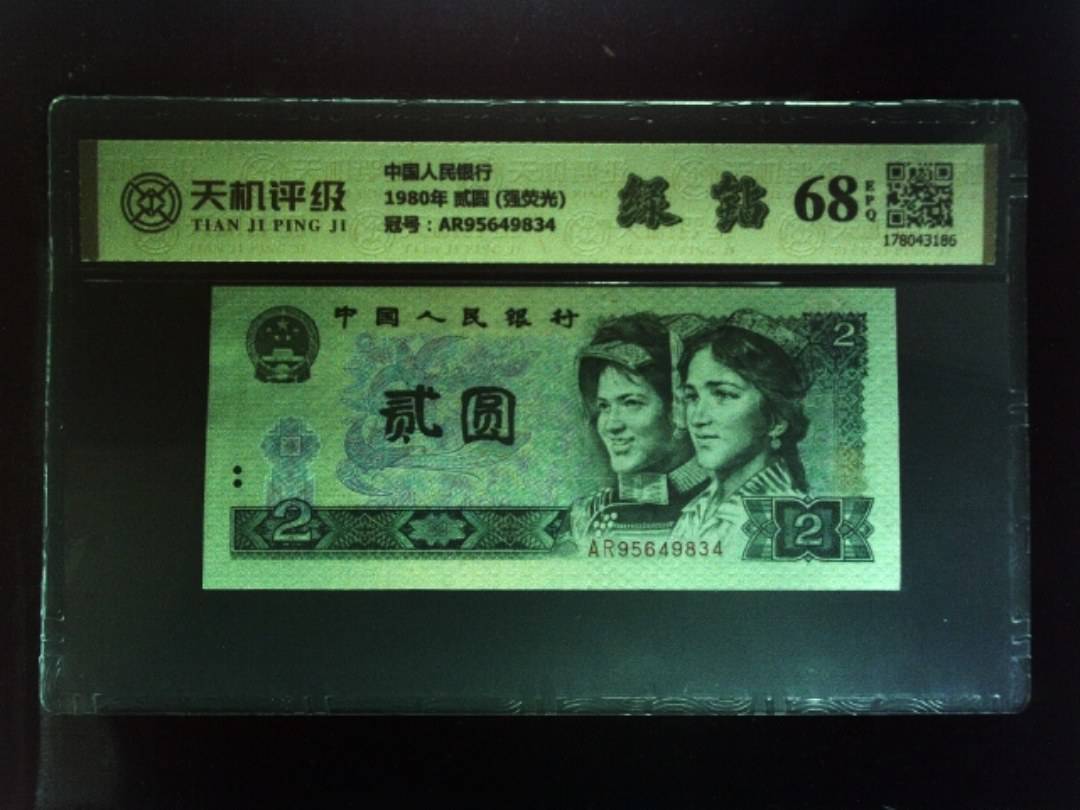 天机评级
TIAN JI PING JI
中国人民银行
1980年 贰圆 (强荧光)
冠号：AR95649834
绿钻
68
EPQ
178043186
中国人民银行
2
贰圆
2
2
AR95649834